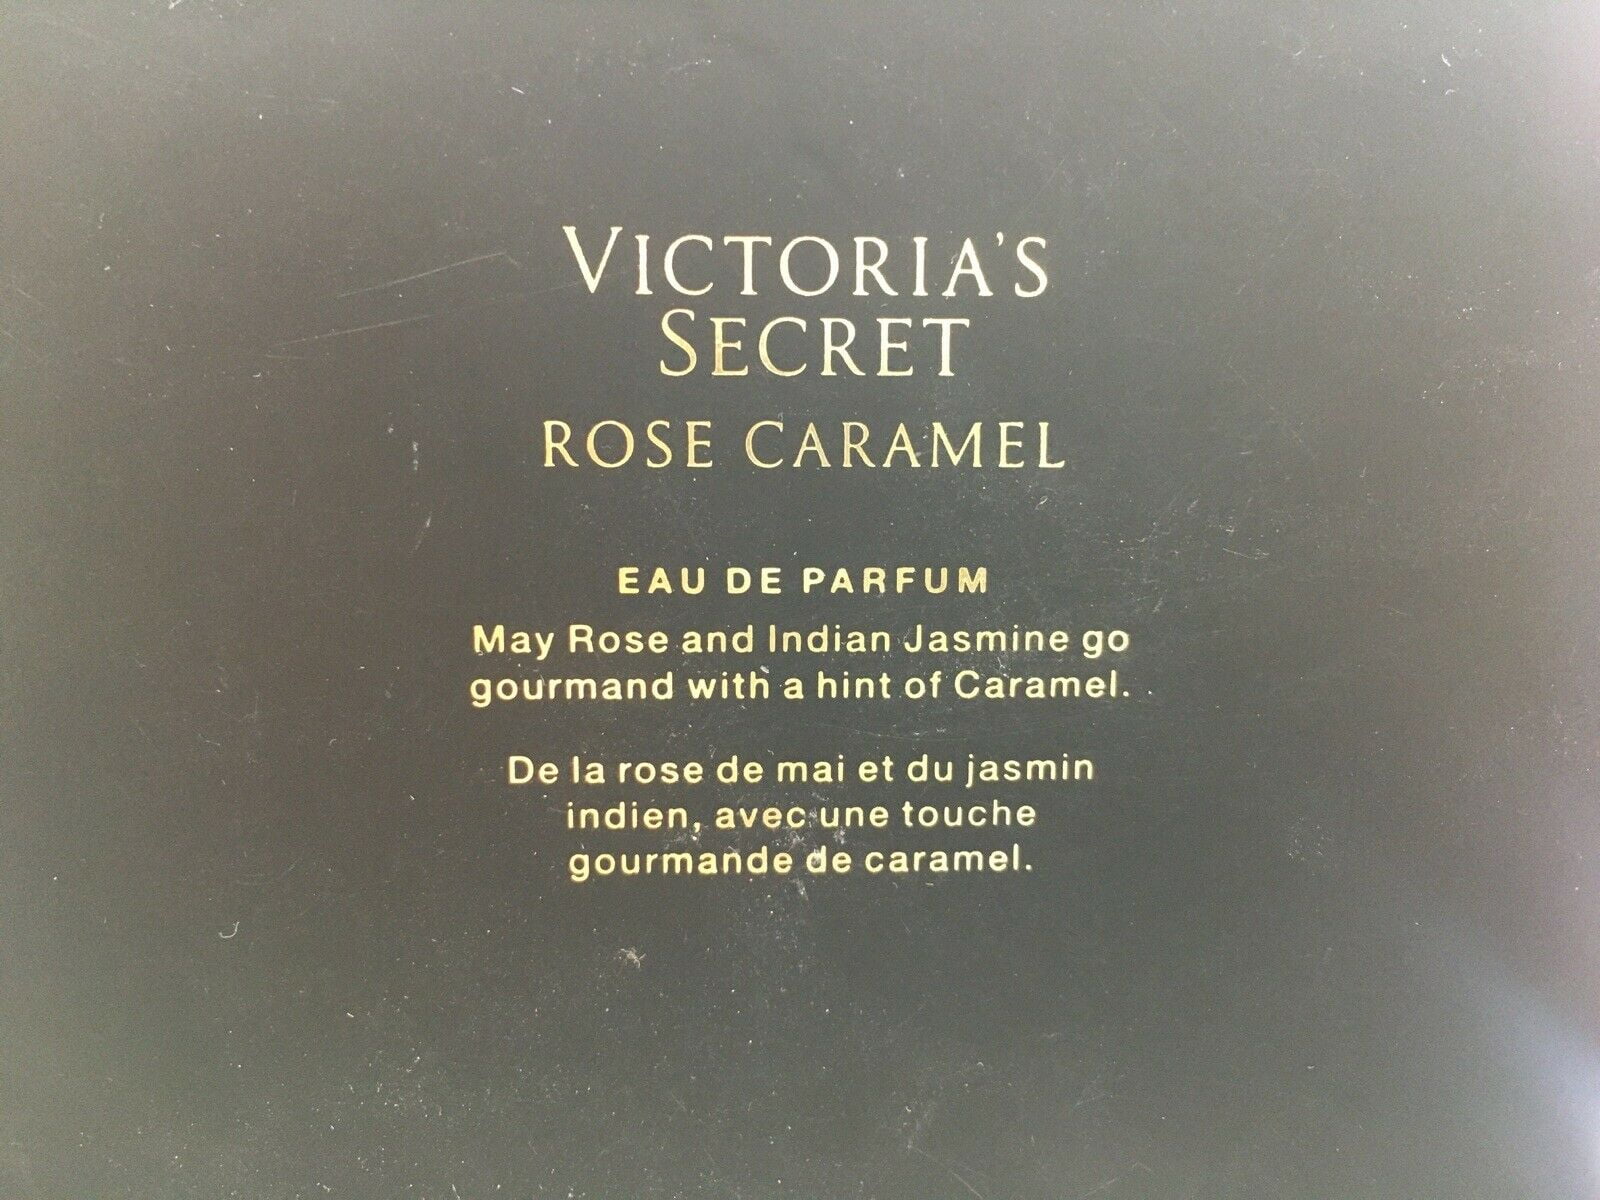 VICTORIA'S
SECRET
ROSE CARAMEL
EAU DE PARFUM
May Rose and Indian Jasmine go
gourmand with a hint of Caramel.
De la rose de mai et du jasmin
indien, avec une touche
gourmande de caramel.